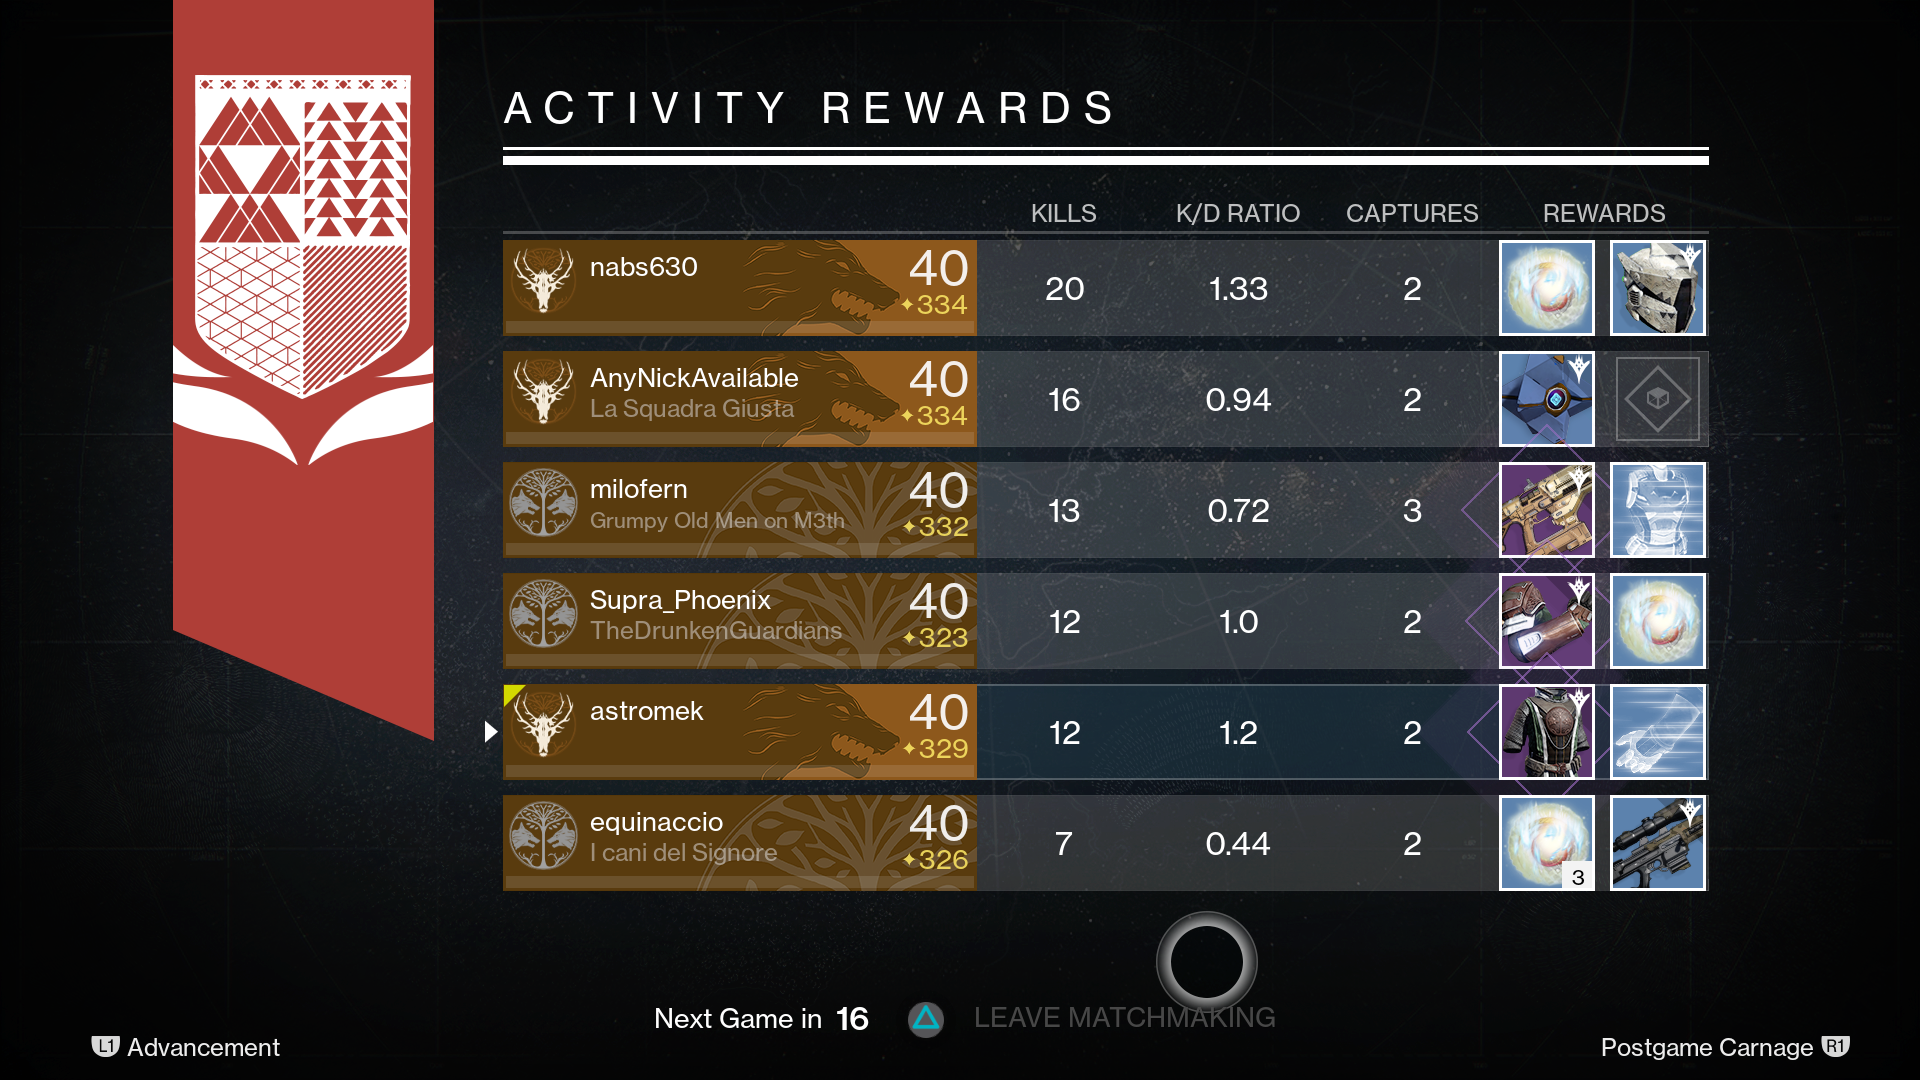 ACTIVITY REWARDS
KILLS K/D RATIO CAPTURES REWARDS
nabs630 40 20 1.33 2
334
AnyNickAvailable 40 16 0.94 2
La Squadra Giusta 334
milofern 40 13 0.72 3
Grumpy Old Men on M3th 332
Supra_Phoenix 40 12 1.0 2
TheDrunkenGuardians 323
astromek 40 12 1.2 2
329
equinaccio 40 7 0.44 2
I cani del Signore 326
3
Next Game in 16 LEAVE MATCHMAKING
L1 Advancement Postgame Carnage R1